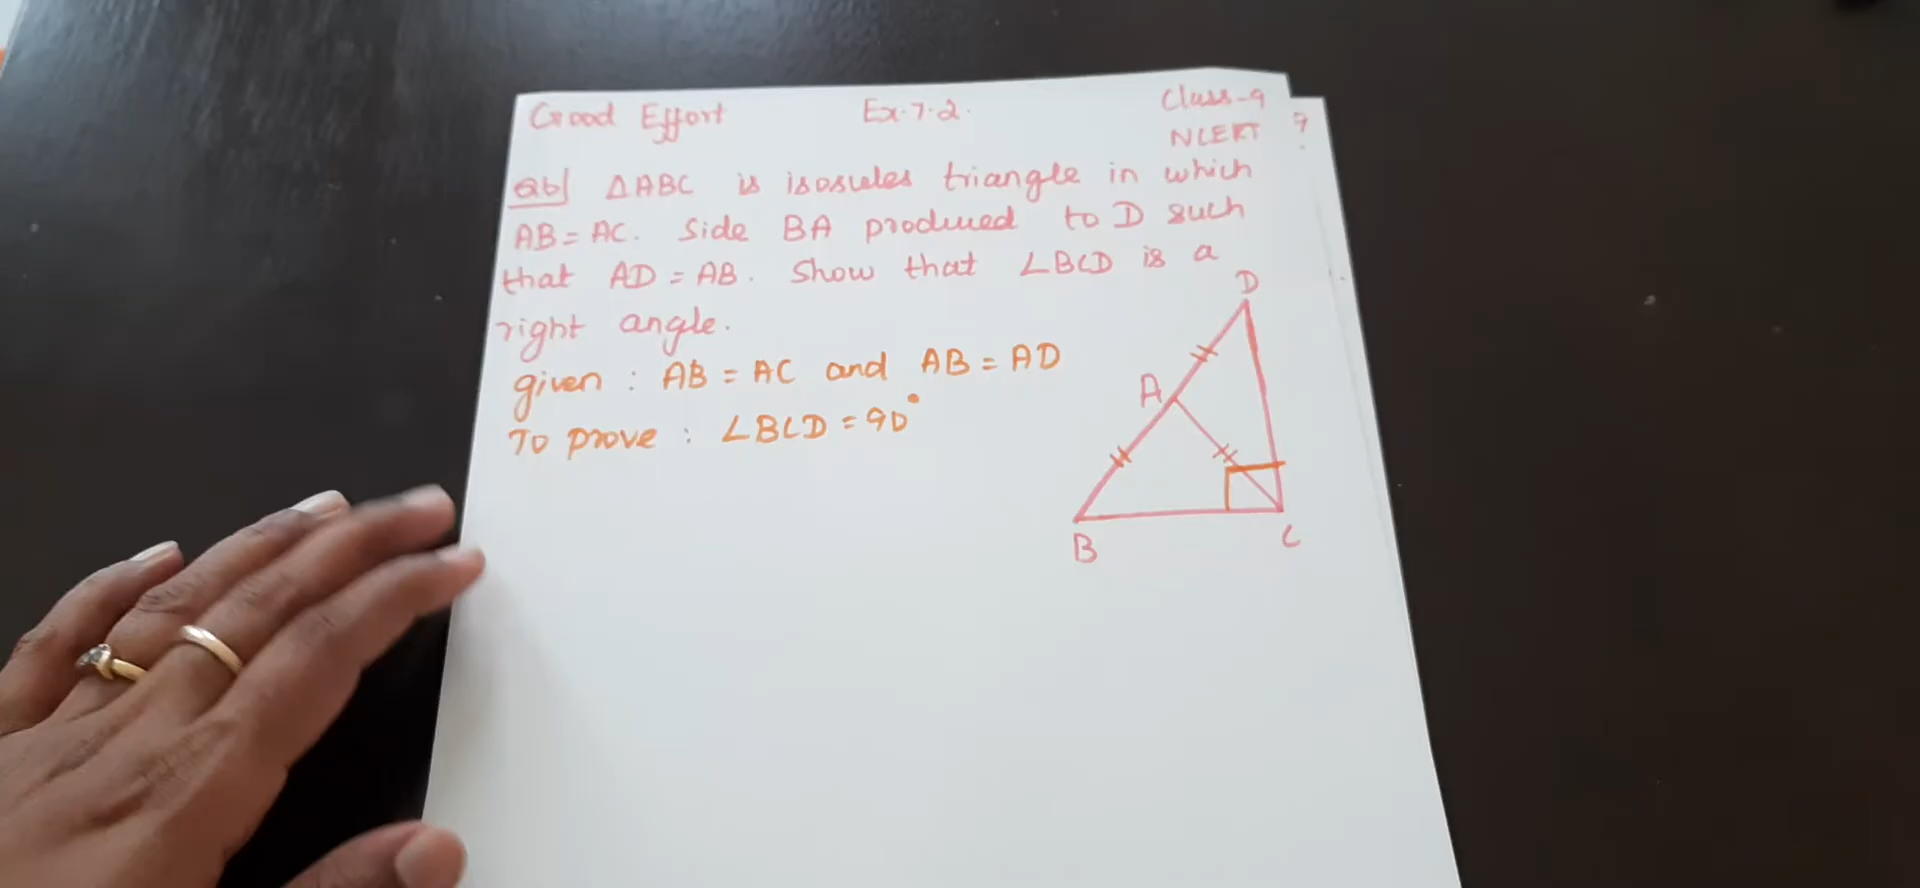 Good Effort Ex.7.2. Class-9
NCERT 7
Q6 ΔABC is isosules triangle in which
AB = AC. Side BA produced to D such
that AD = AB. Show that ∠BCD is a
right angle.
given : AB = AC and AB = AD
To prove : ∠BCD = 90°
D
A
B C